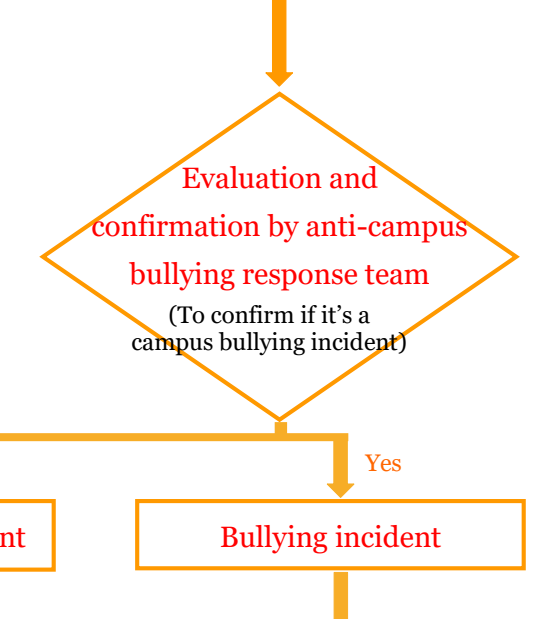 Evaluation and
confirmation by anti-campus
bullying response team
(To confirm if it’s a
campus bullying incident)
Yes
nt
Bullying incident